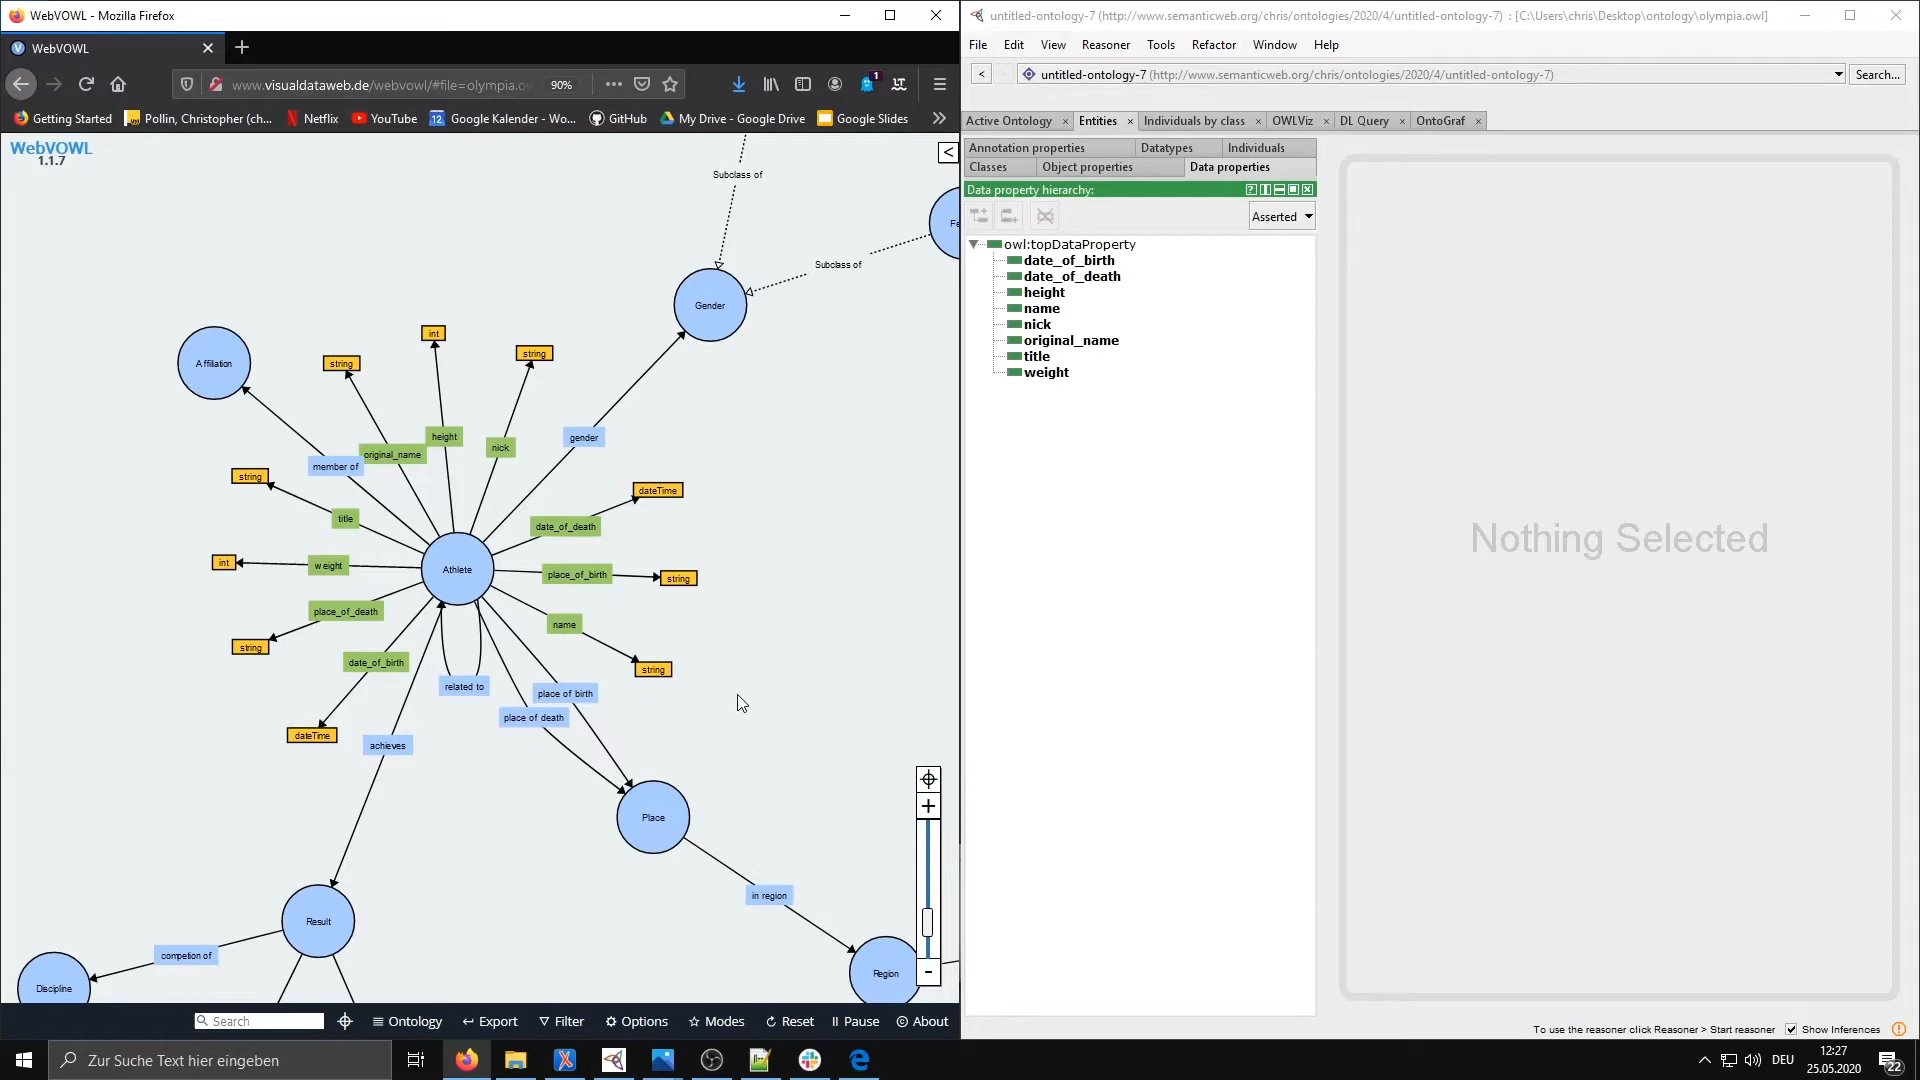 WebVOWL - Mozilla Firefox
WebVOWL
www.visualdataweb.de/webvowl/#file=olympia.ow
90%
1
Getting Started
Pollin, Christopher (ch...
Netflix
YouTube
12
Google Kalender - Wo...
GitHub
My Drive - Google Drive
Google Slides
WebVOWL
1.1.7
<
Subclass of
Fe
Subclass of
Gender
Affiliation
string
int
string
height
original_name
nick
gender
member of
string
dateTime
title
date_of_death
int
weight
Athlete
place_of_birth
string
place_of_death
name
string
date_of_birth
string
related to
place of birth
place of death
dateTime
achieves
Place
+
in region
Result
competion of
Region
-
Discipline
Search
Ontology
Export
Filter
Options
Modes
Reset
Pause
About
untitled-ontology-7 (http://www.semanticweb.org/chris/ontologies/2020/4/untitled-ontology-7) : [C:\Users\chris\Desktop\ontology\olympia.owl]
File Edit View Reasoner Tools Refactor Window Help
<
untitled-ontology-7 (http://www.semanticweb.org/chris/ontologies/2020/4/untitled-ontology-7)
Search...
Active Ontology × Entities × Individuals by class × OWLViz × DL Query × OntoGraf ×
Annotation properties Datatypes Individuals
Classes Object properties Data properties
Data property hierarchy:
Asserted
owl:topDataProperty
date_of_birth
date_of_death
height
name
nick
original_name
title
weight
Nothing Selected
To use the reasoner click Reasoner > Start reasoner Show Inferences
Zur Suche Text hier eingeben
DEU
12:27
25.05.2020
22